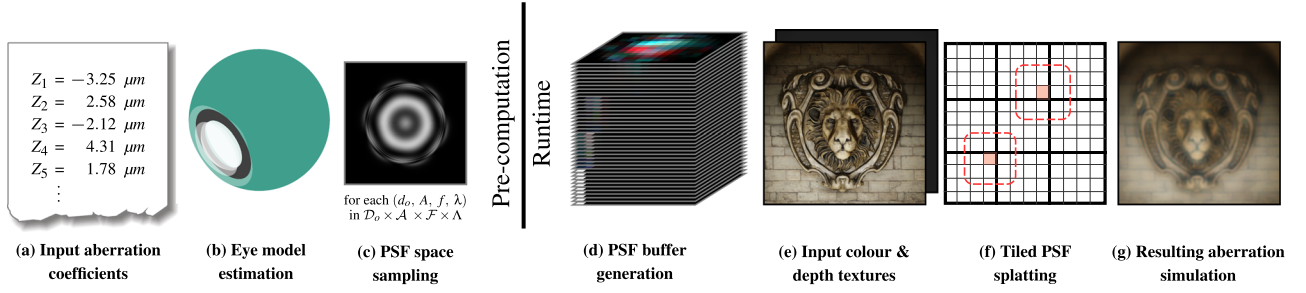 Z1 = −3.25 μm
Z2 = 2.58 μm
Z3 = −2.12 μm
Z4 = 4.31 μm
Z5 = 1.78 μm
⋮
(a) Input aberration
coefficients
(b) Eye model
estimation
for each (do, A, f, λ)
in 𝒟o × 𝒜 × ℱ × Λ
(c) PSF space
sampling
Pre-computation
Runtime
(d) PSF buffer
generation
(e) Input colour &
depth textures
(f) Tiled PSF
splatting
(g) Resulting aberration
simulation